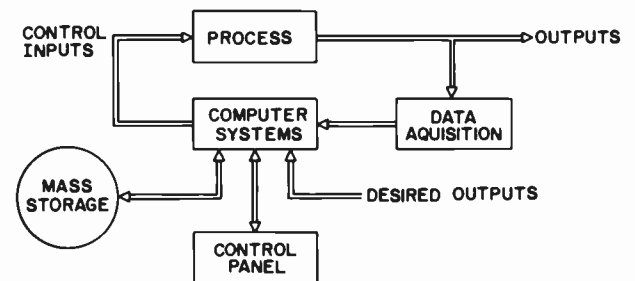 CONTROL
INPUTS
PROCESS
OUTPUTS
COMPUTER
SYSTEMS
DATA
AQUISITION
MASS
STORAGE
DESIRED OUTPUTS
CONTROL
PANEL